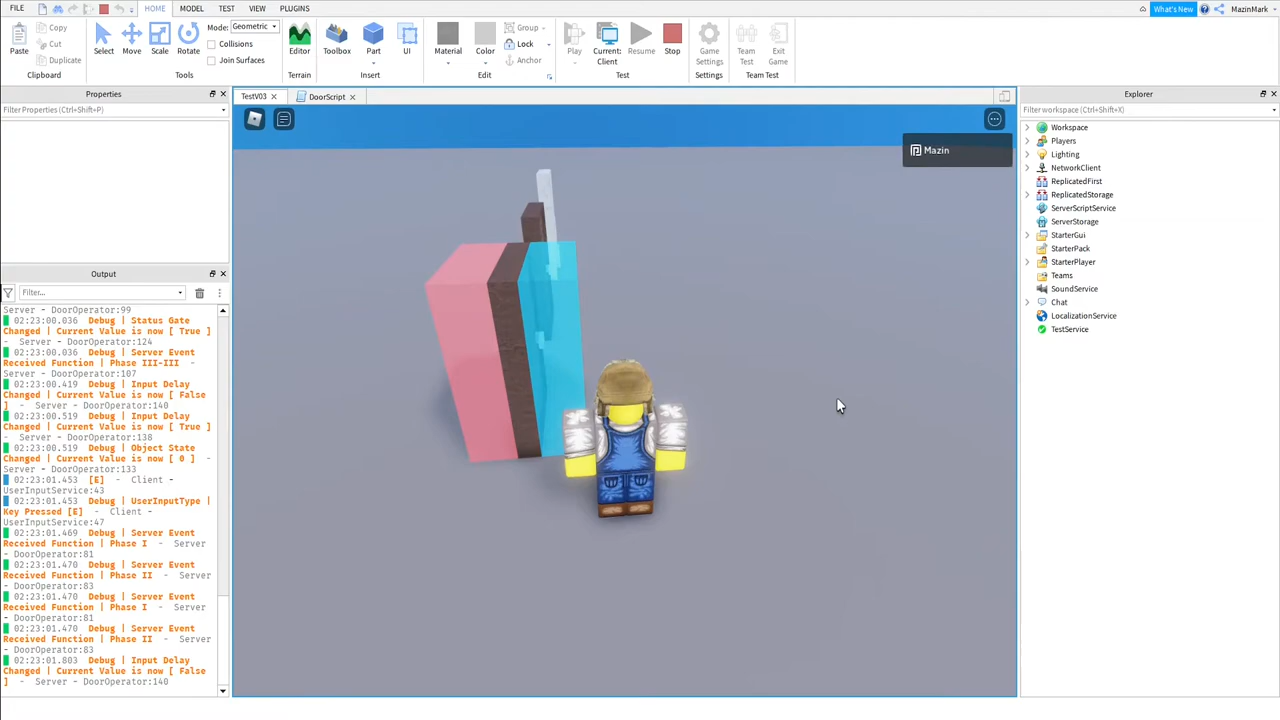 FILE HOME MODEL TEST VIEW PLUGINS What's New MazinMark
Paste Copy Cut Duplicate Clipboard
Select Move Scale Rotate Mode: Geometric Collisions Join Surfaces Tools
Editor Terrain
Toolbox Part UI Insert
Material Color Group Lock Anchor Edit
Play Current: Client Resume Stop Test
Game Settings Settings
Team Test Exit Game Team Test
Properties
Filter Properties (Ctrl+Shift+P)
Output
Filter...
Server - DoorOperator:99
02:23:00.036 Debug | Status Gate
Changed | Current Value is now [ True ]
- Server - DoorOperator:124
02:23:00.036 Debug | Server Event
Received Function | Phase III-III -
Server - DoorOperator:107
02:23:00.419 Debug | Input Delay
Changed | Current Value is now [ False
] - Server - DoorOperator:140
02:23:00.519 Debug | Input Delay
Changed | Current Value is now [ True ]
- Server - DoorOperator:138
02:23:00.519 Debug | Object State
Changed | Current Value is now [ 0 ] -
Server - DoorOperator:133
02:23:01.453 [E] - Client -
UserInputService:43
02:23:01.453 Debug | UserInputType |
Key Pressed [E] - Client -
UserInputService:47
02:23:01.469 Debug | Server Event
Received Function | Phase I - Server
- DoorOperator:81
02:23:01.470 Debug | Server Event
Received Function | Phase II - Server
- DoorOperator:83
02:23:01.470 Debug | Server Event
Received Function | Phase I - Server
- DoorOperator:81
02:23:01.470 Debug | Server Event
Received Function | Phase II - Server
- DoorOperator:83
02:23:01.803 Debug | Input Delay
Changed | Current Value is now [ False
] - Server - DoorOperator:140
TestV03 DoorScript
Mazin
Explorer
Filter workspace (Ctrl+Shift+X)
Workspace
Players
Lighting
NetworkClient
ReplicatedFirst
ReplicatedStorage
ServerScriptService
ServerStorage
StarterGui
StarterPack
StarterPlayer
Teams
SoundService
Chat
LocalizationService
TestService